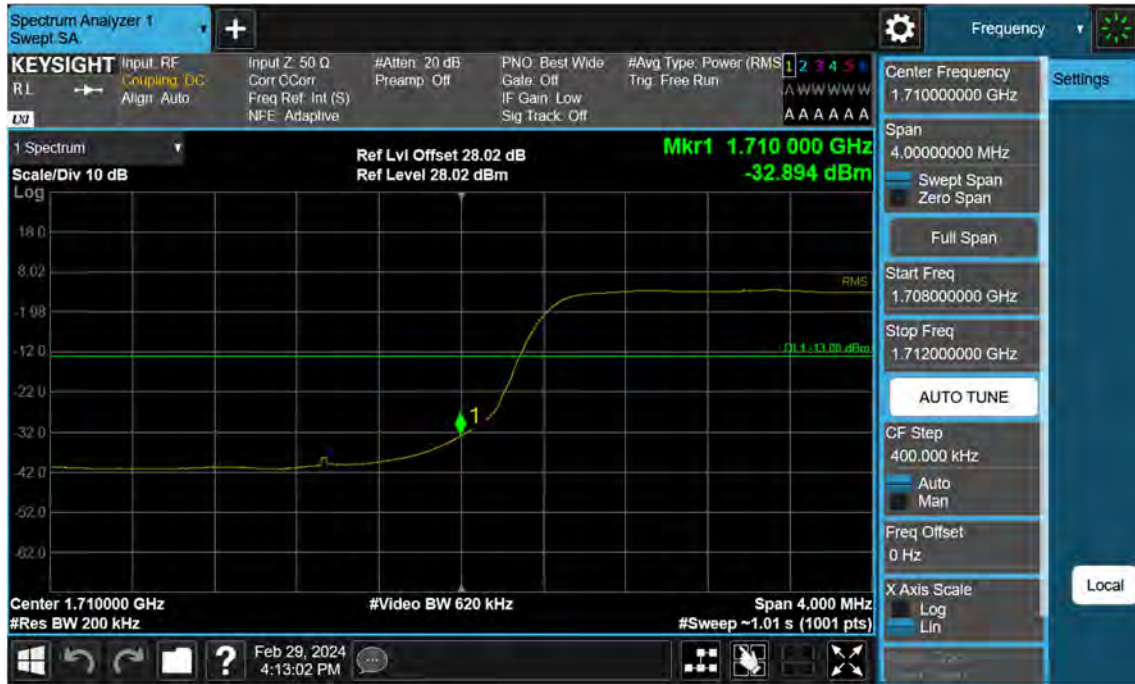 Spectrum Analyzer 1
Swept SA
Frequency
KEYSIGHT
RL
LXI
Input: RF
Coupling: DC
Align: Auto
Input Z: 50 Ω
Corr CCorr
Freq Ref: Int (S)
NFE: Adaptive
#Atten: 20 dB
Preamp: Off
PNO: Best Wide
Gate: Off
IF Gain: Low
Sig Track: Off
#Avg Type: Power (RMS
Trig: Free Run
1 2 3 4 5 6
A W W W W W
A A A A A A
1 Spectrum
Scale/Div 10 dB
Ref Lvl Offset 28.02 dB
Ref Level 28.02 dBm
Mkr1 1.710 000 GHz
-32.894 dBm
Log
18.0
8.02
-1.98
-12.0
-22.0
-32.0
-42.0
-52.0
-62.0
RMS
DL1 -13.00 dBm
1
Center 1.710000 GHz
#Res BW 200 kHz
#Video BW 620 kHz
Span 4.000 MHz
#Sweep ~1.01 s (1001 pts)
Center Frequency
1.710000000 GHz
Span
4.00000000 MHz
Swept Span
Zero Span
Full Span
Start Freq
1.708000000 GHz
Stop Freq
1.712000000 GHz
AUTO TUNE
CF Step
400.000 kHz
Auto
Man
Freq Offset
0 Hz
X Axis Scale
Log
Lin
Settings
Local
?
Feb 29, 2024
4:13:02 PM